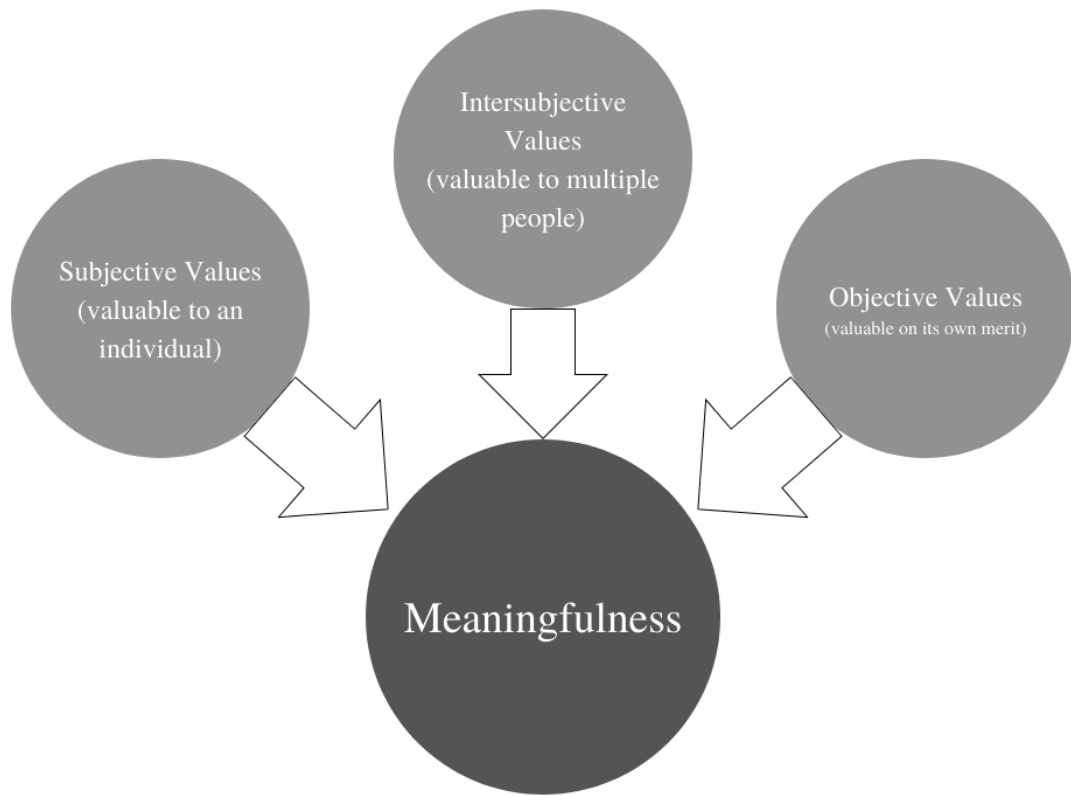 Intersubjective
Values
(valuable to multiple
people)
Subjective Values
(valuable to an
individual)
Objective Values
(valuable on its own merit)
Meaningfulness